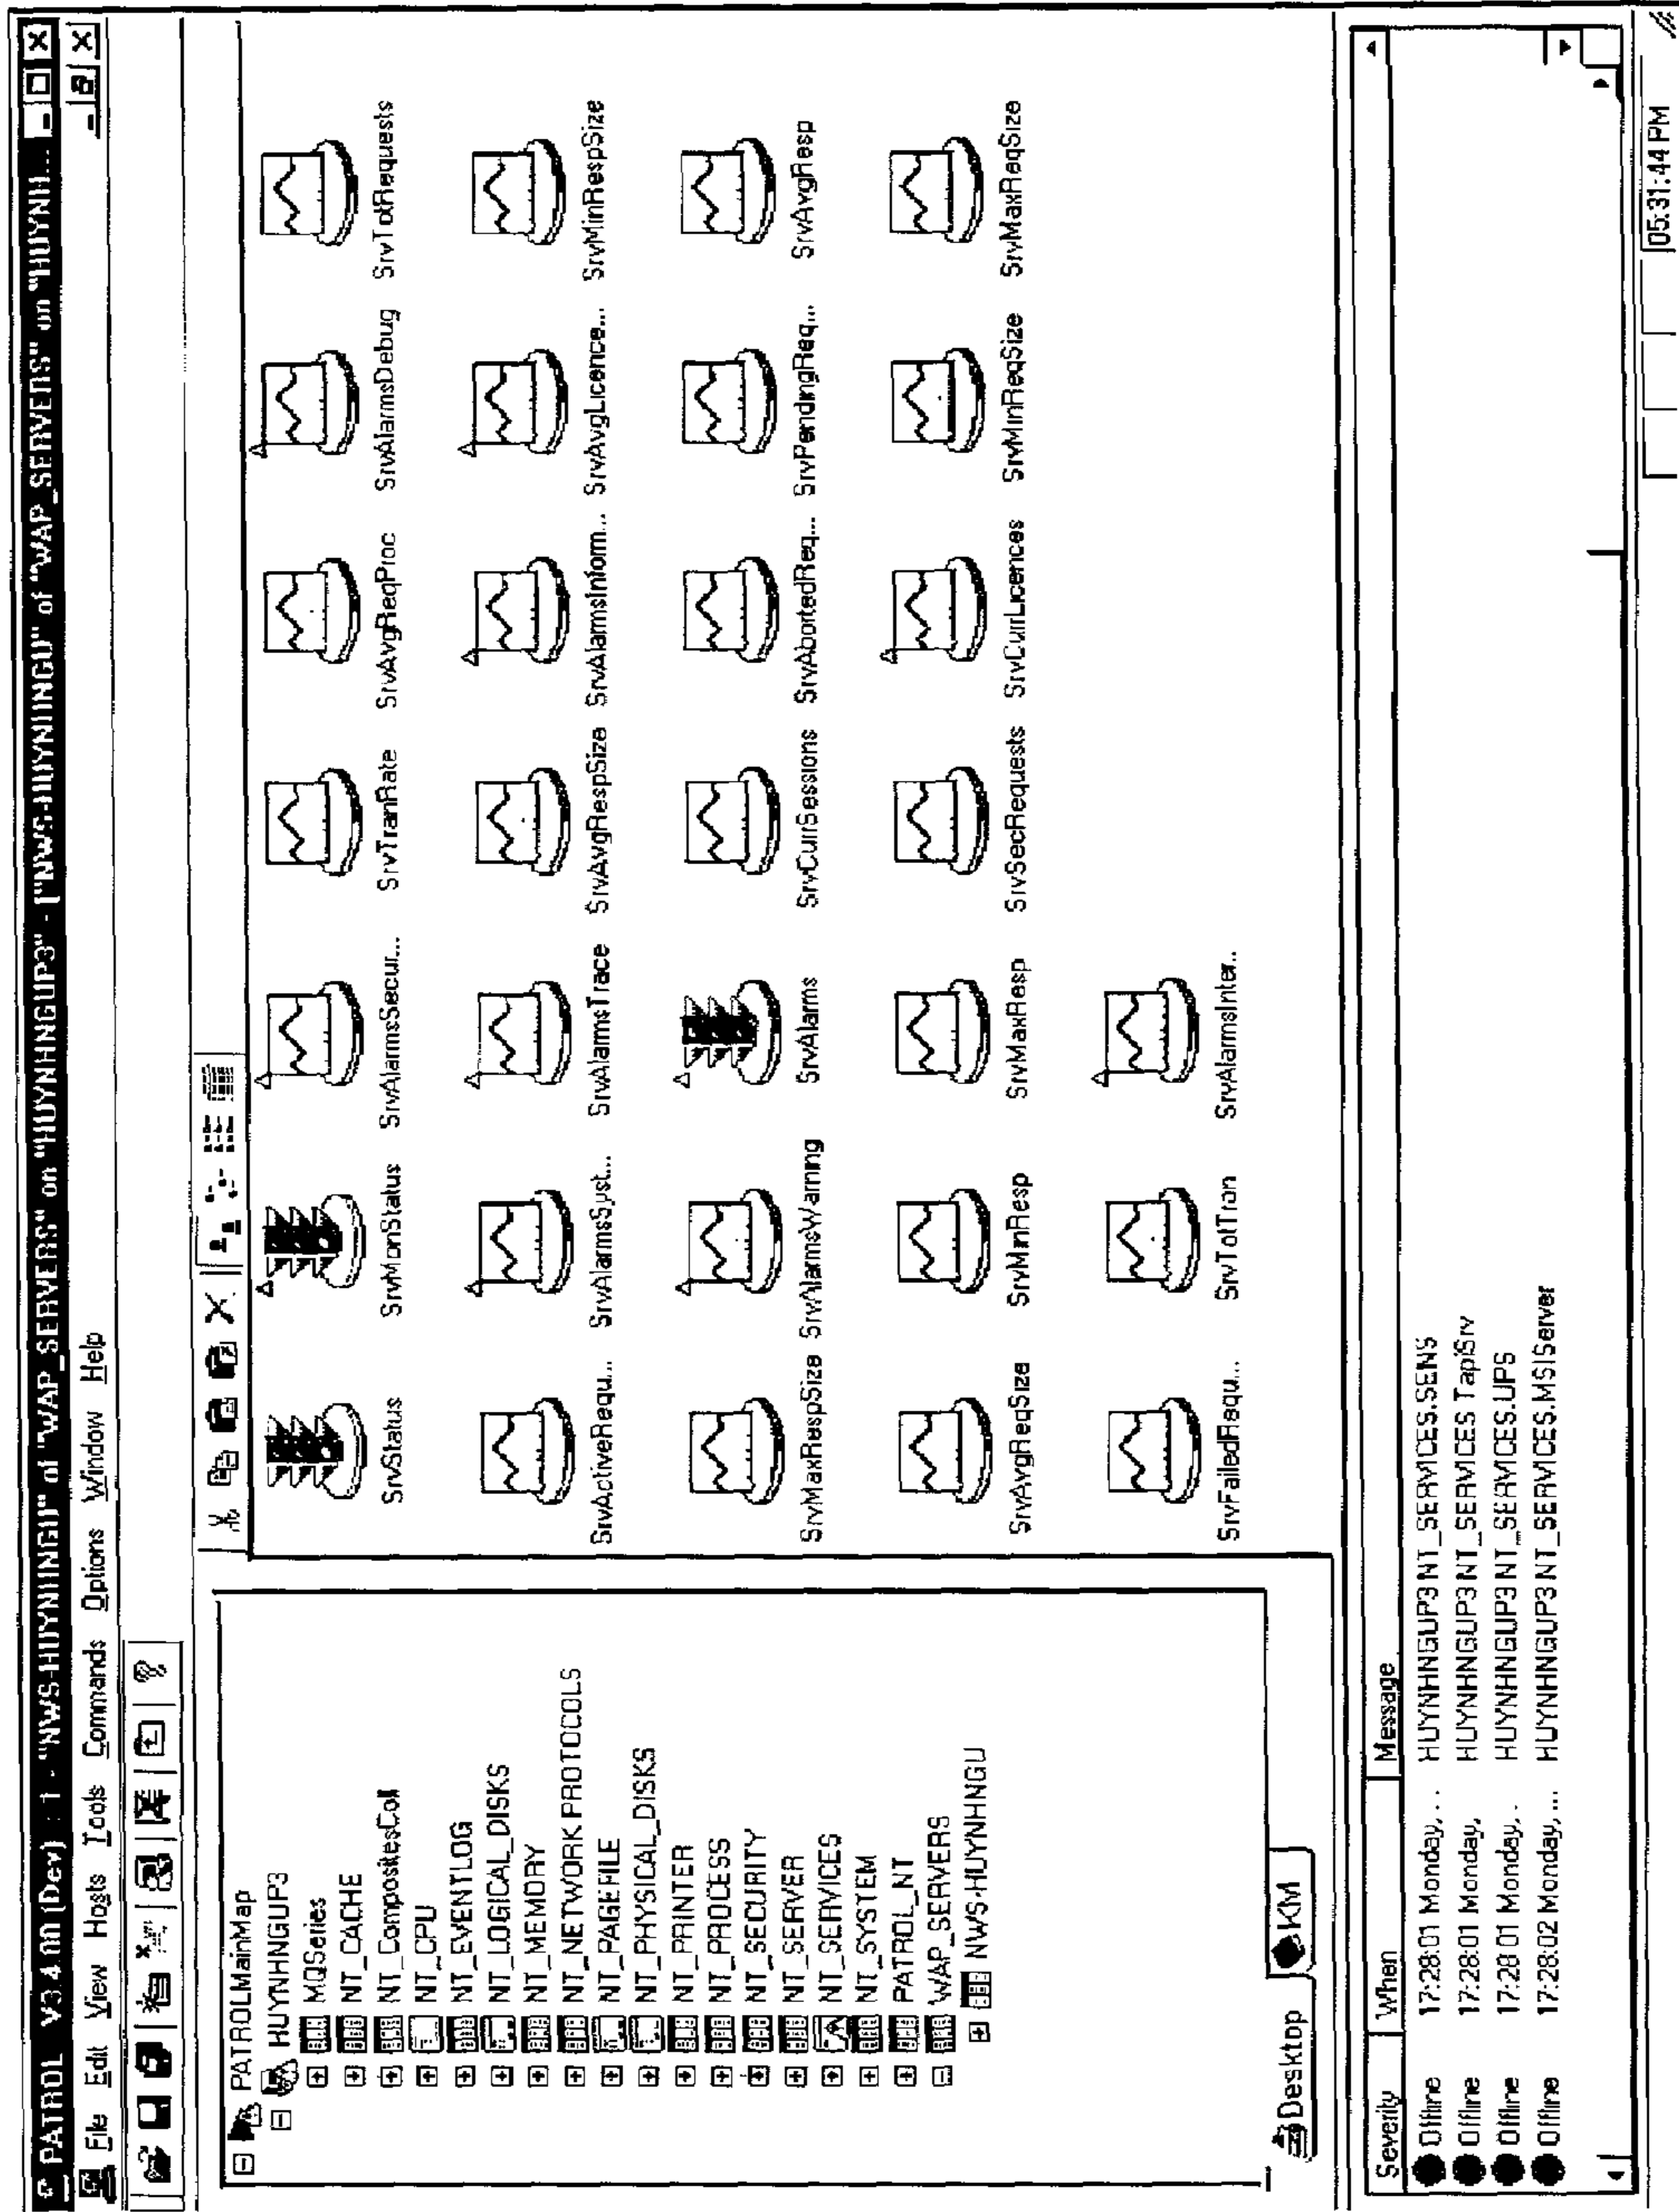 PATROL V3.4.00 (Dev) : 1 - "NWS-HUYNHNGU" of "WAP_SERVERS" on "HUYNHNGUP3" - ["NWS-HUYNHNGU" of "WAP_SERVERS" on "HUYNH...
File Edit View Hosts Tools Commands Options Window Help
PATROLMainMap
HUYNHNGUP3
MQSeries
NT_CACHE
NT_CompositesColl
NT_CPU
NT_EVENTLOG
NT_LOGICAL_DISKS
NT_MEMORY
NT_NETWORK PROTOCOLS
NT_PAGEFILE
NT_PHYSICAL_DISKS
NT_PRINTER
NT_PROCESS
NT_SECURITY
NT_SERVER
NT_SERVICES
NT_SYSTEM
PATROL_NT
WAP_SERVERS
NWS-HUYNHNGU
Desktop KM
SrvStatus SrvMonStatus SrvAlarmsSecur... SrvTranRate SrvAvgReqProc SrvAlarmsDebug SrvTotRequests
SrvActiveRequ... SrvAlarmsSyst... SrvAlarmsTrace SrvAvgRespSize SrvAlarmsInform... SrvAvgLicence... SrvMinRespSize
SrvMaxRespSize SrvAlarmsWarning SrvAlarms SrvCurrSessions SrvAbortedReq... SrvPendingReq... SrvAvgResp
SrvAvgReqSize SrvMinResp SrvMaxResp SrvSecRequests SrvCurrLicences SrvMinReqSize SrvMaxReqSize
SrvFailedRequ... SrvTotTran SrvAlarmsInter...
Severity When Message
Offline 17:28:01 Monday, .. HUYNHNGUP3 NT_SERVICES.SENS
Offline 17:28:01 Monday, HUYNHNGUP3 NT_SERVICES TapiSrv
Offline 17:28 01 Monday, . HUYNHNGUP3 NT_SERVICES.UPS
Offline 17:28:02 Monday, ... HUYNHNGUP3 NT_SERVICES.MSIServer
05:31:44 PM